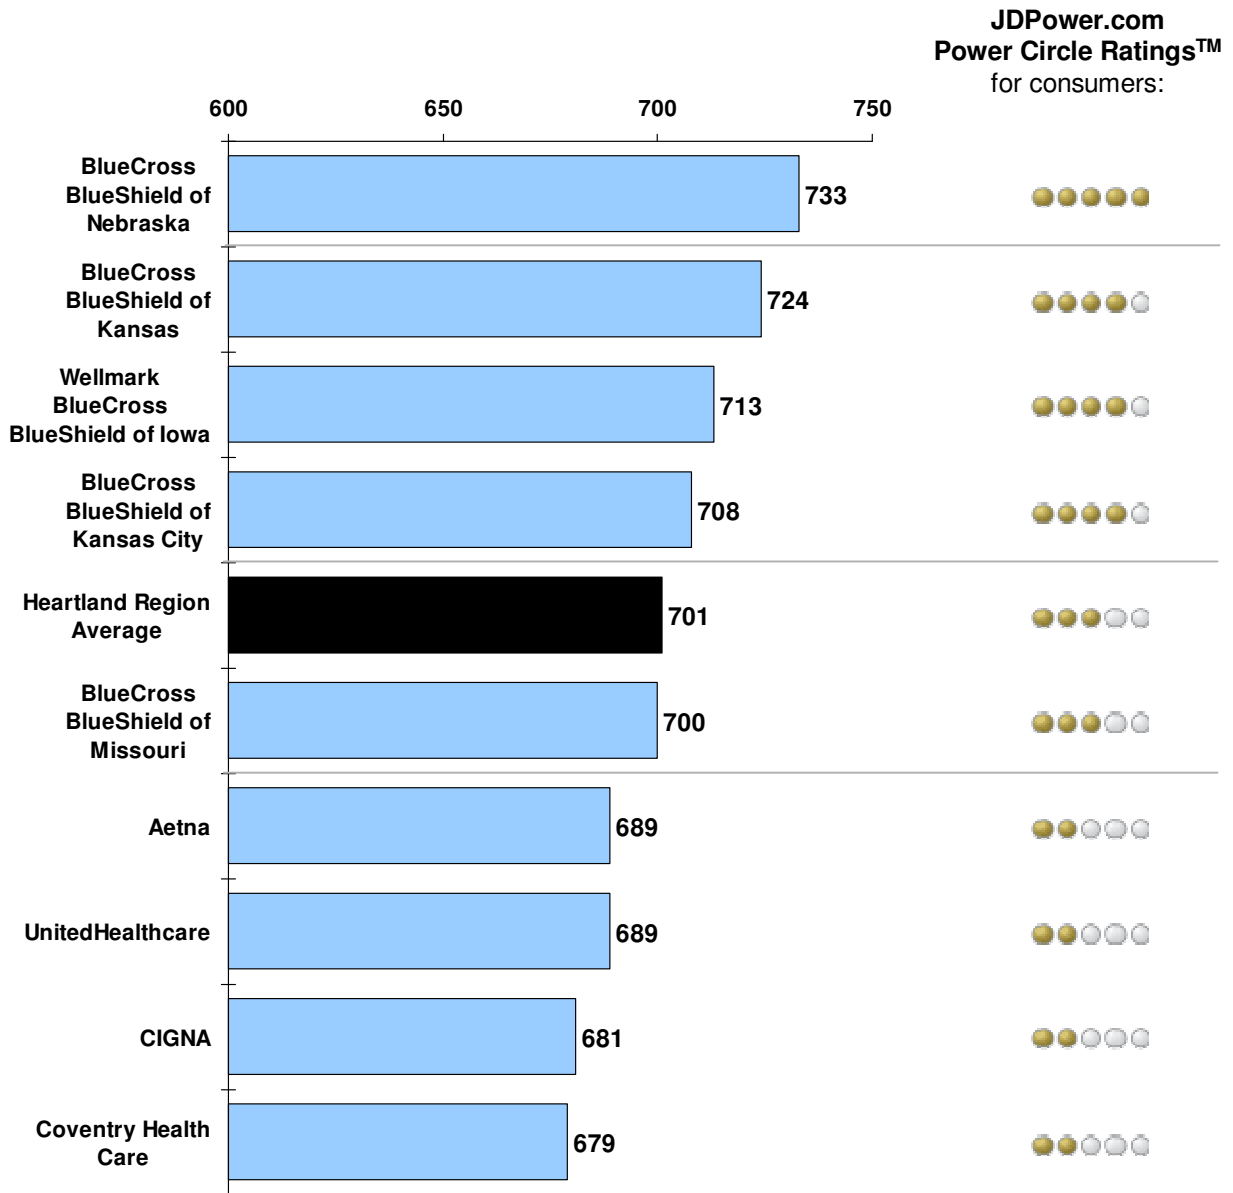 JDPower.com
Power Circle Ratings™
for consumers:
600 650 700 750
BlueCross
BlueShield of
Nebraska
733
BlueCross
BlueShield of
Kansas
724
Wellmark
BlueCross
BlueShield of Iowa
713
BlueCross
BlueShield of
Kansas City
708
Heartland Region
Average
701
BlueCross
BlueShield of
Missouri
700
Aetna
689
UnitedHealthcare
689
CIGNA
681
Coventry Health
Care
679